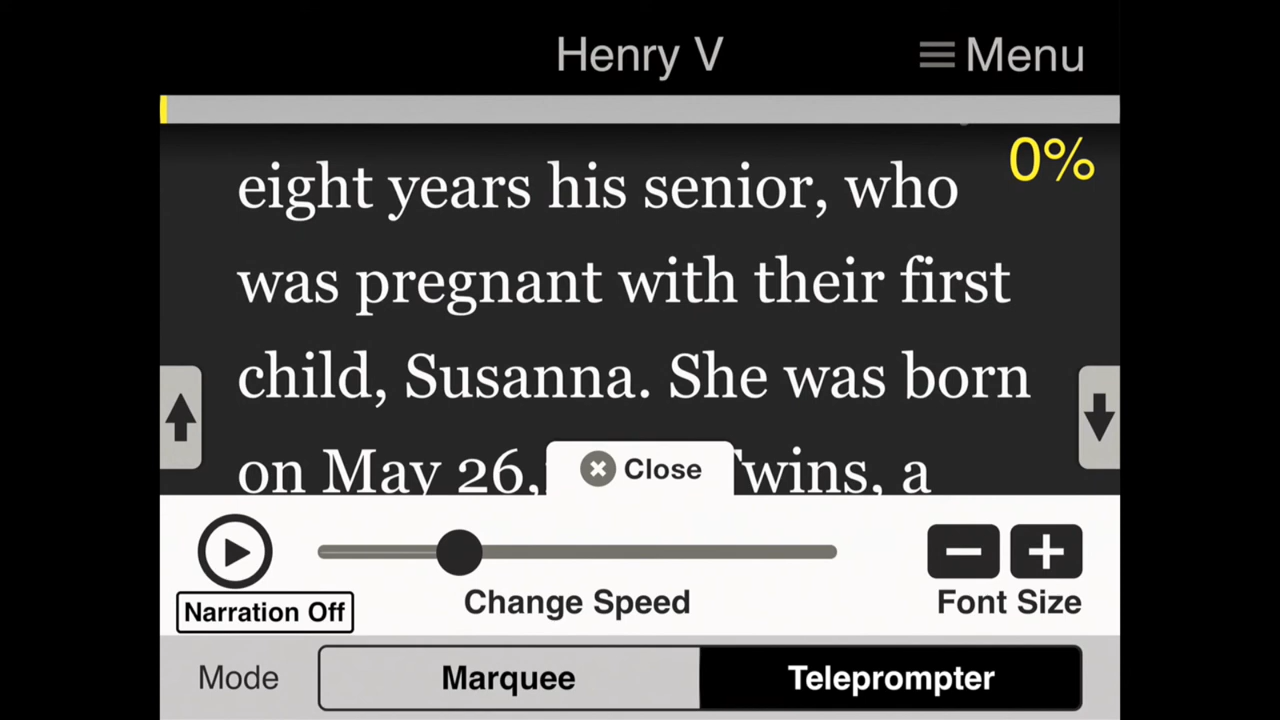 Henry V
Menu
0%
eight years his senior, who
was pregnant with their first
child, Susanna. She was born
on May 26, Twins, a
Close
Narration Off
Change Speed
Font Size
Mode
Marquee
Teleprompter